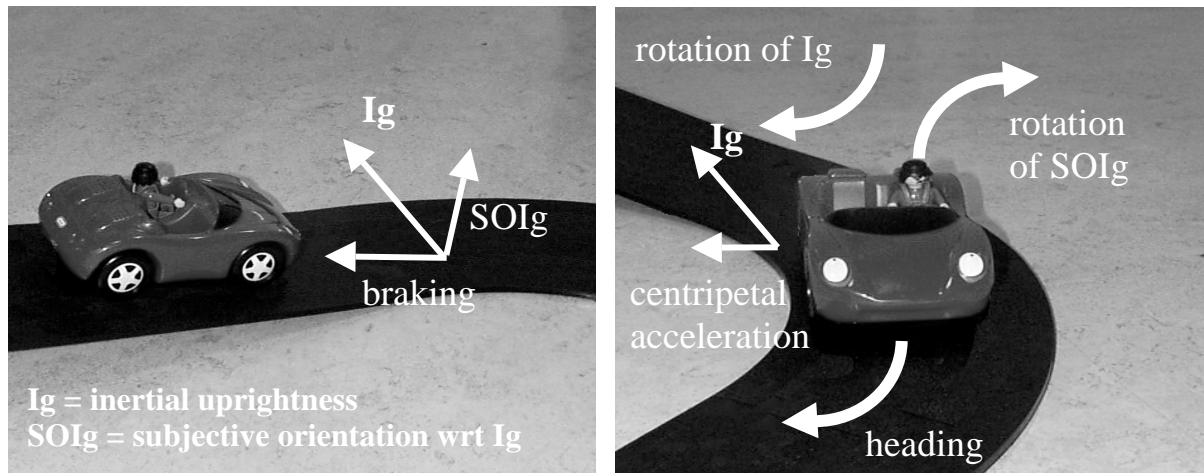 Ig
SOIg
braking
Ig = inertial uprightness
SOIg = subjective orientation wrt Ig
rotation of Ig
Ig
rotation
of SOIg
centripetal
acceleration
heading